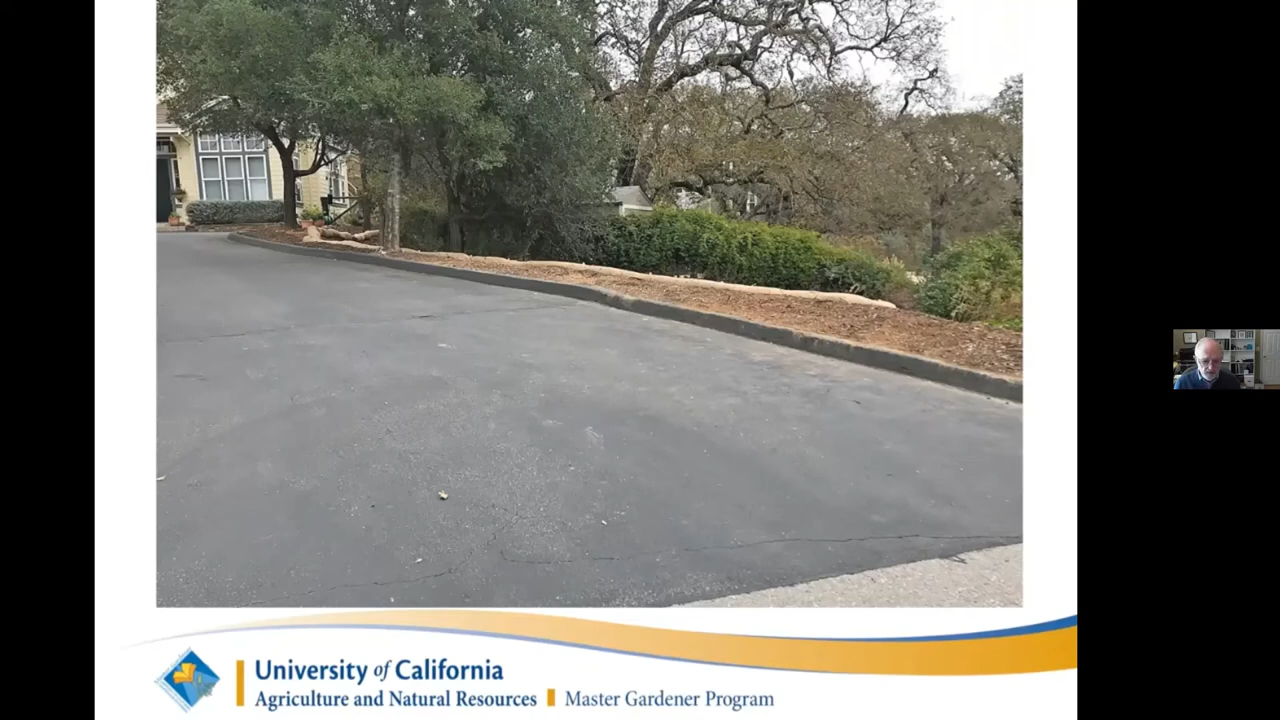 University of California
Agriculture and Natural Resources Master Gardener Program